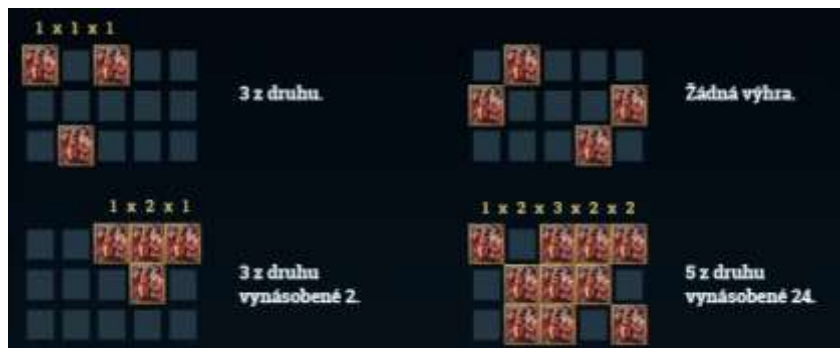 1 x 1 x 1
3 z druhu.
Žádná výhra.
1 x 2 x 1
3 z druhu
vynásobené 2.
1 x 2 x 3 x 2 x 2
5 z druhu
vynásobené 24.